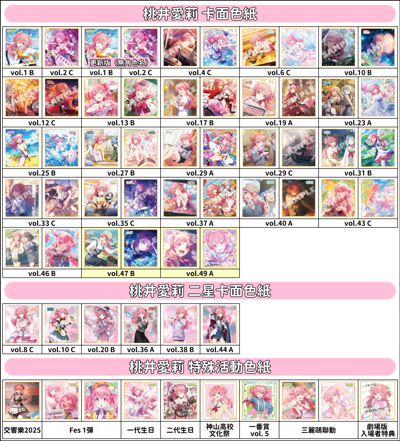 桃井愛莉 卡面色紙
更新版（無角色名）
vol.1 B vol.2 C vol.1 B vol.2 C vol.4 C vol.6 C vol.10 B
vol.12 C vol.13 B vol.17 B vol.19 A vol.23 A
vol.25 B vol.27 B vol.29 A vol.29 C vol.31 B
vol.33 C vol.35 C vol.37 A vol.40 A vol.43 C
vol.46 B vol.47 B vol.49 A
桃井愛莉 二星卡面色紙
vol.8 C vol.10 C vol.20 B vol.36 A vol.38 B vol.44 A
桃井愛莉 特殊活動色紙
交響樂2025 Fes 1彈 一代生日 二代生日 神山高校
文化祭 一番賞
vol. 5 三麗鷗聯動 劇場版
入場者特典